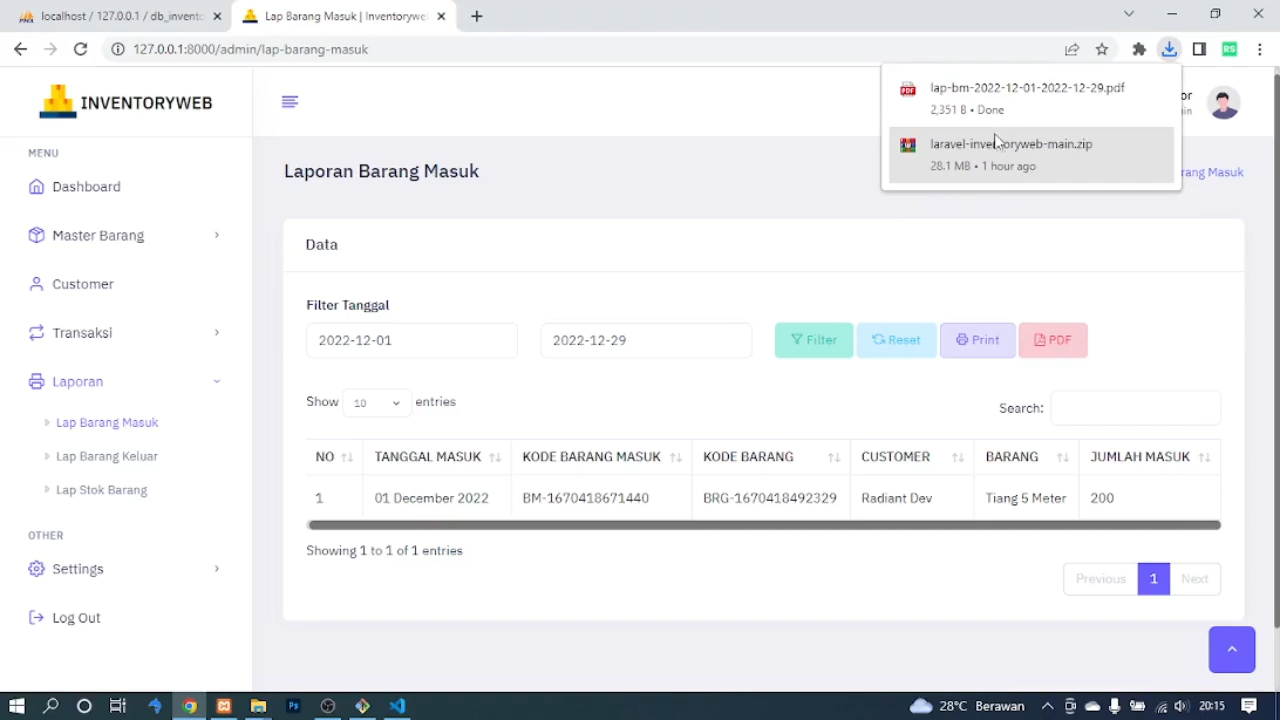 localhost / 127.0.0.1 / db_invento
Lap Barang Masuk | Inventorywe
127.0.0.1:8000/admin/lap-barang-masuk
RS
INVENTORYWEB
lap-bm-2022-12-01-2022-12-29.pdf
2,351 B • Done
laravel-inventoryweb-main.zip
28.1 MB • 1 hour ago
MENU
Dashboard
Master Barang
Customer
Transaksi
Laporan
Lap Barang Masuk
Lap Barang Keluar
Lap Stok Barang
OTHER
Settings
Log Out
Laporan Barang Masuk
rang Masuk
Data
Filter Tanggal
2022-12-01
2022-12-29
Filter
Reset
Print
PDF
Show 10 entries
Search:
NO TANGGAL MASUK KODE BARANG MASUK KODE BARANG CUSTOMER BARANG JUMLAH MASUK
1 01 December 2022 BM-1670418671440 BRG-1670418492329 Radiant Dev Tiang 5 Meter 200
Showing 1 to 1 of 1 entries
Previous 1 Next
28°C Berawan
20:15